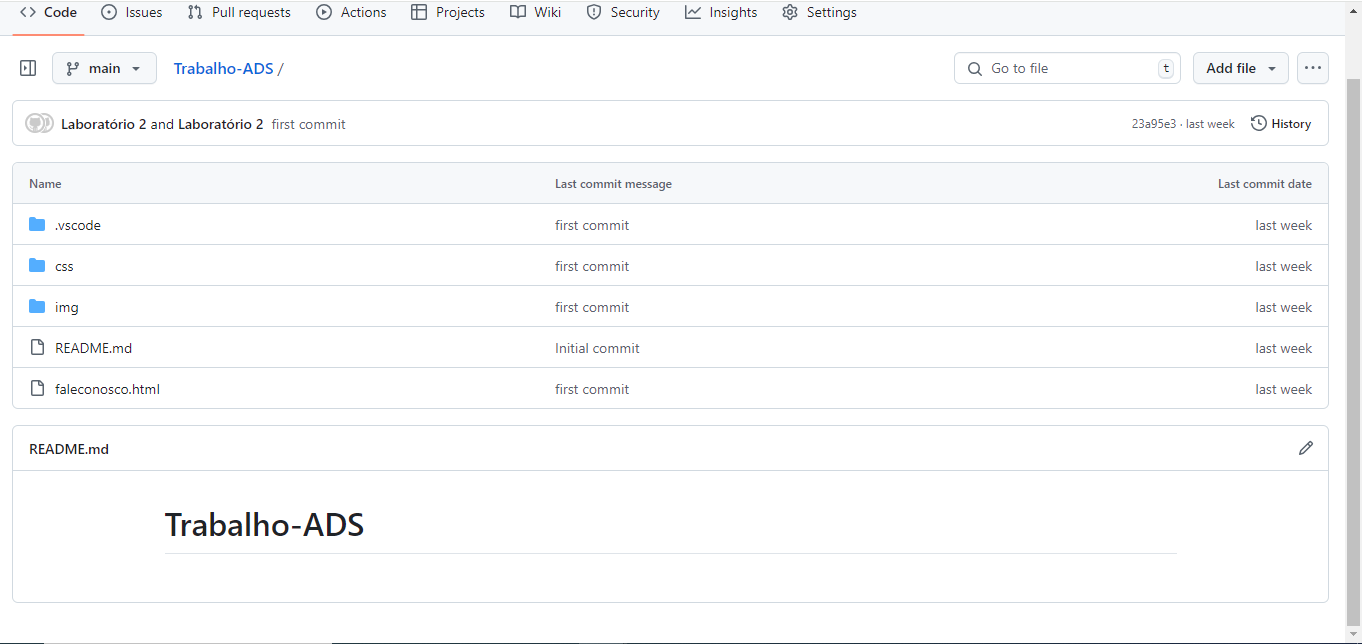 Code Issues Pull requests Actions Projects Wiki Security Insights Settings
main Trabalho-ADS / Go to file t Add file
Laboratório 2 and Laboratório 2 first commit 23a95e3 · last week History
Name Last commit message Last commit date
.vscode first commit last week
css first commit last week
img first commit last week
README.md Initial commit last week
faleconosco.html first commit last week
README.md
Trabalho-ADS